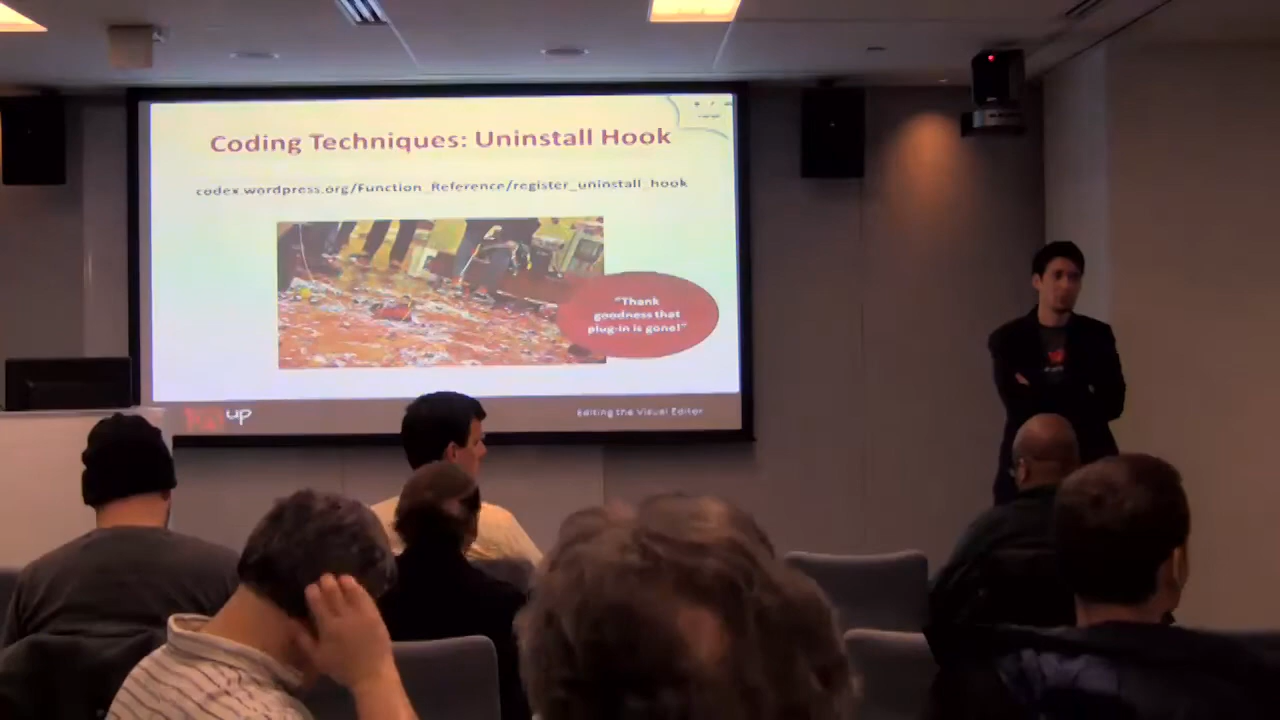 Coding Techniques: Uninstall Hook
codex.wordpress.org/Function_Reference/register_uninstall_hook
"Thank
goodness that
plug-in is gone!"
up
Editing the Visual Editor